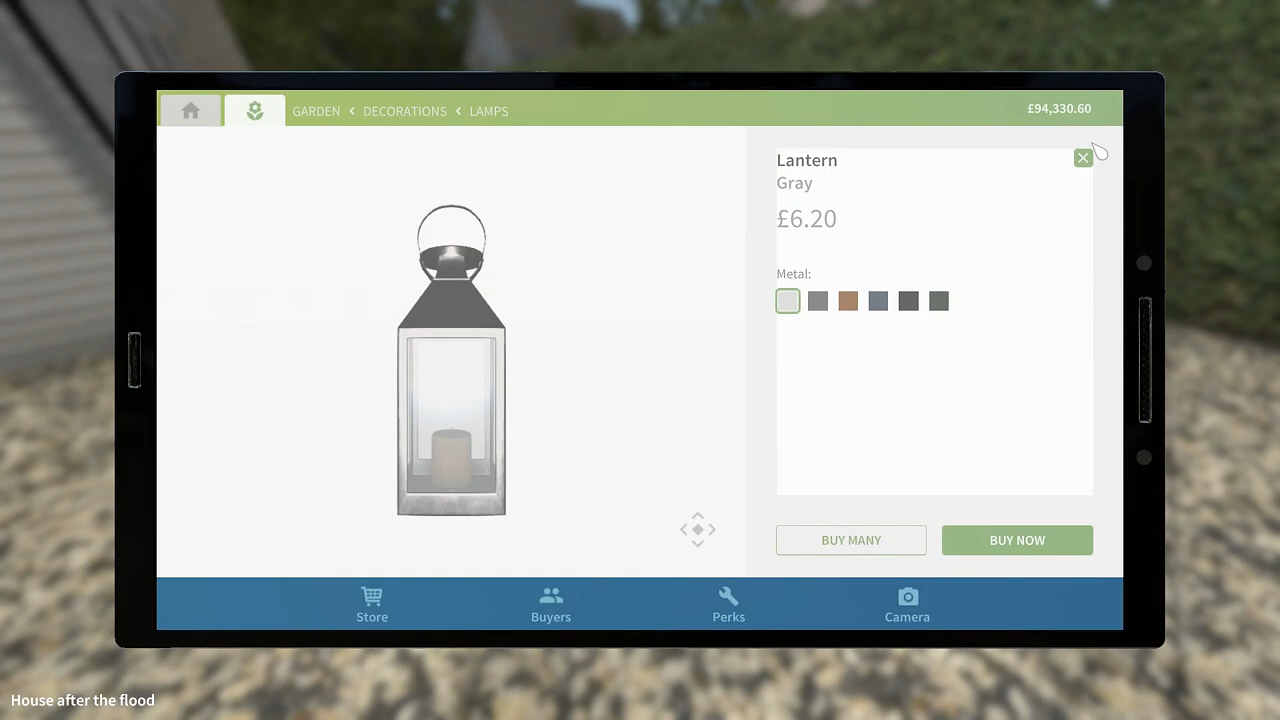 GARDEN < DECORATIONS < LAMPS
£94,330.60
Lantern
Gray
£6.20
Metal:
BUY MANY
BUY NOW
Store
Buyers
Perks
Camera
House after the flood